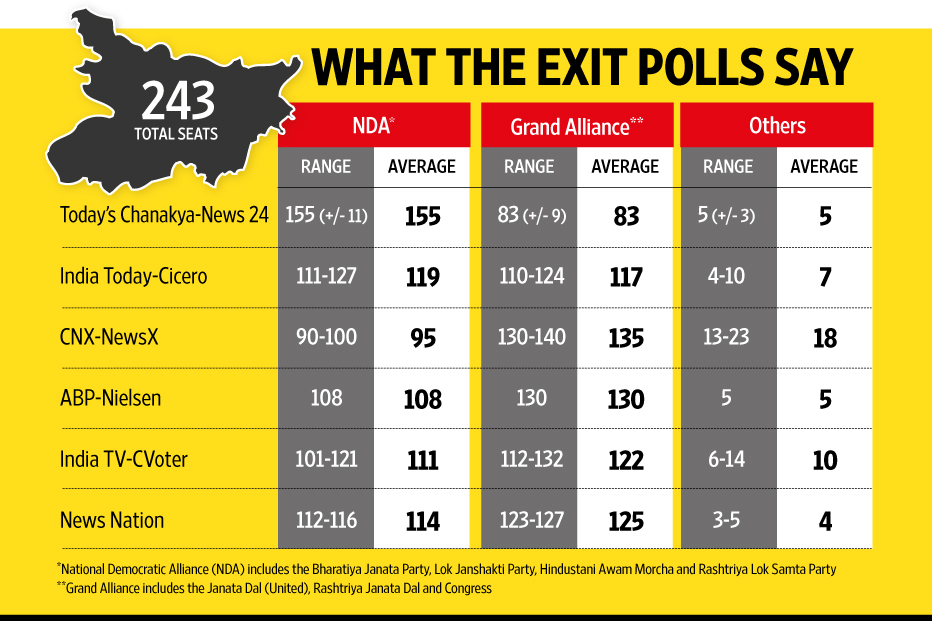 WHAT THE EXIT POLLS SAY
243
TOTAL SEATS
NDA* Grand Alliance** Others
RANGE AVERAGE RANGE AVERAGE RANGE AVERAGE
Today's Chanakya-News 24 155 (+/- 11) 155 83 (+/- 9) 83 5 (+/- 3) 5
India Today-Cicero 111-127 119 110-124 117 4-10 7
CNX-NewsX 90-100 95 130-140 135 13-23 18
ABP-Nielsen 108 108 130 130 5 5
India TV-CVoter 101-121 111 112-132 122 6-14 10
News Nation 112-116 114 123-127 125 3-5 4
*National Democratic Alliance (NDA) includes the Bharatiya Janata Party, Lok Janshakti Party, Hindustani Awam Morcha and Rashtriya Lok Samta Party
**Grand Alliance includes the Janata Dal (United), Rashtriya Janata Dal and Congress